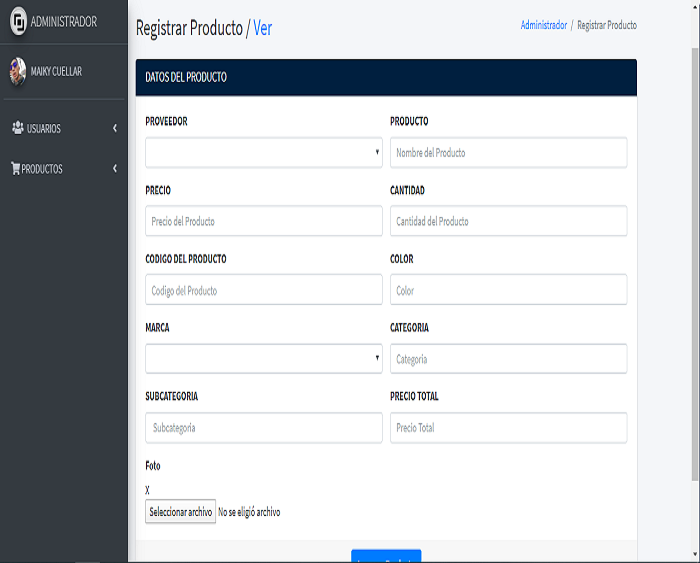 ADMINISTRADOR
MAIKY CUELLAR
USUARIOS
PRODUCTOS
Registrar Producto / Ver
Administrador / Registrar Producto
DATOS DEL PRODUCTO
PROVEEDOR
PRODUCTO
Nombre del Producto
PRECIO
CANTIDAD
Precio del Producto
Cantidad del Producto
CODIGO DEL PRODUCTO
COLOR
Codigo del Producto
Color
MARCA
CATEGORIA
Categoria
SUBCATEGORIA
PRECIO TOTAL
Subcategoria
Precio Total
Foto
X
Seleccionar archivo No se eligió archivo